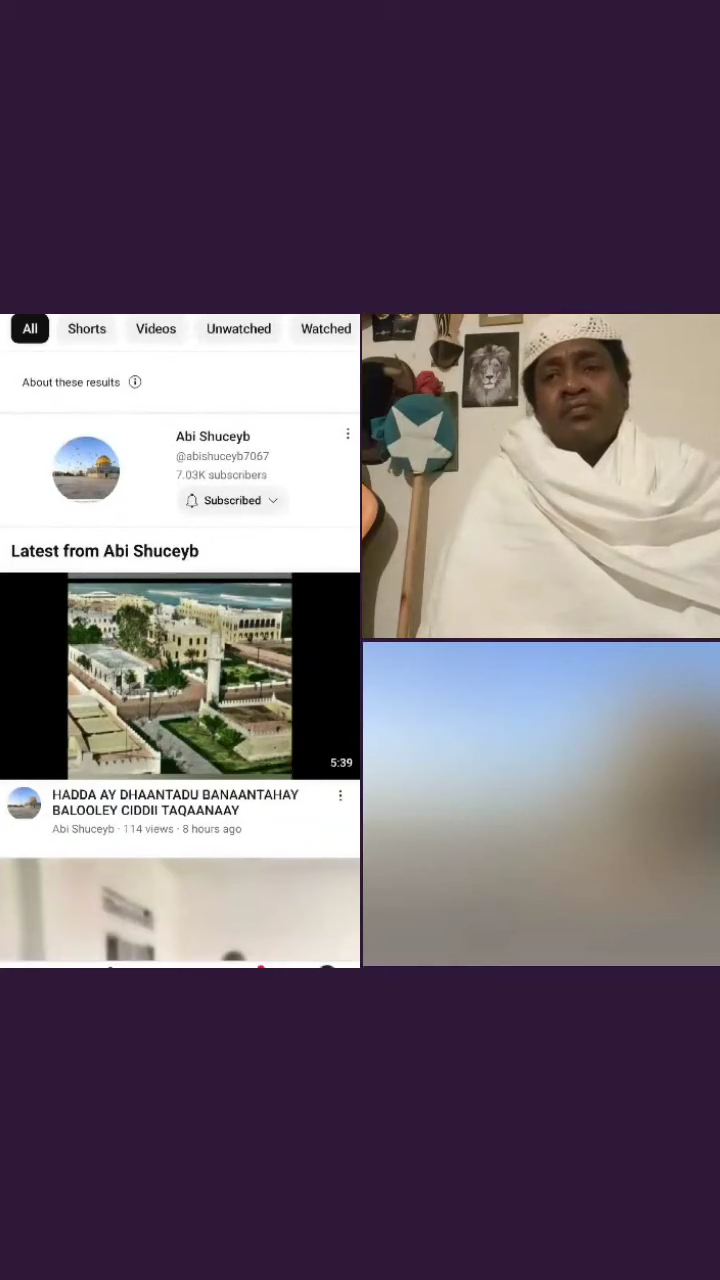 All Shorts Videos Unwatched Watched
About these results
Abi Shuceyb
@abishuceyb7067
7.03K subscribers
Subscribed
Latest from Abi Shuceyb
5:39
HADDA AY DHAANTADU BANAANTAHAY
BALOOLEY CIDDII TAQAANAAY
Abi Shuceyb · 114 views · 8 hours ago